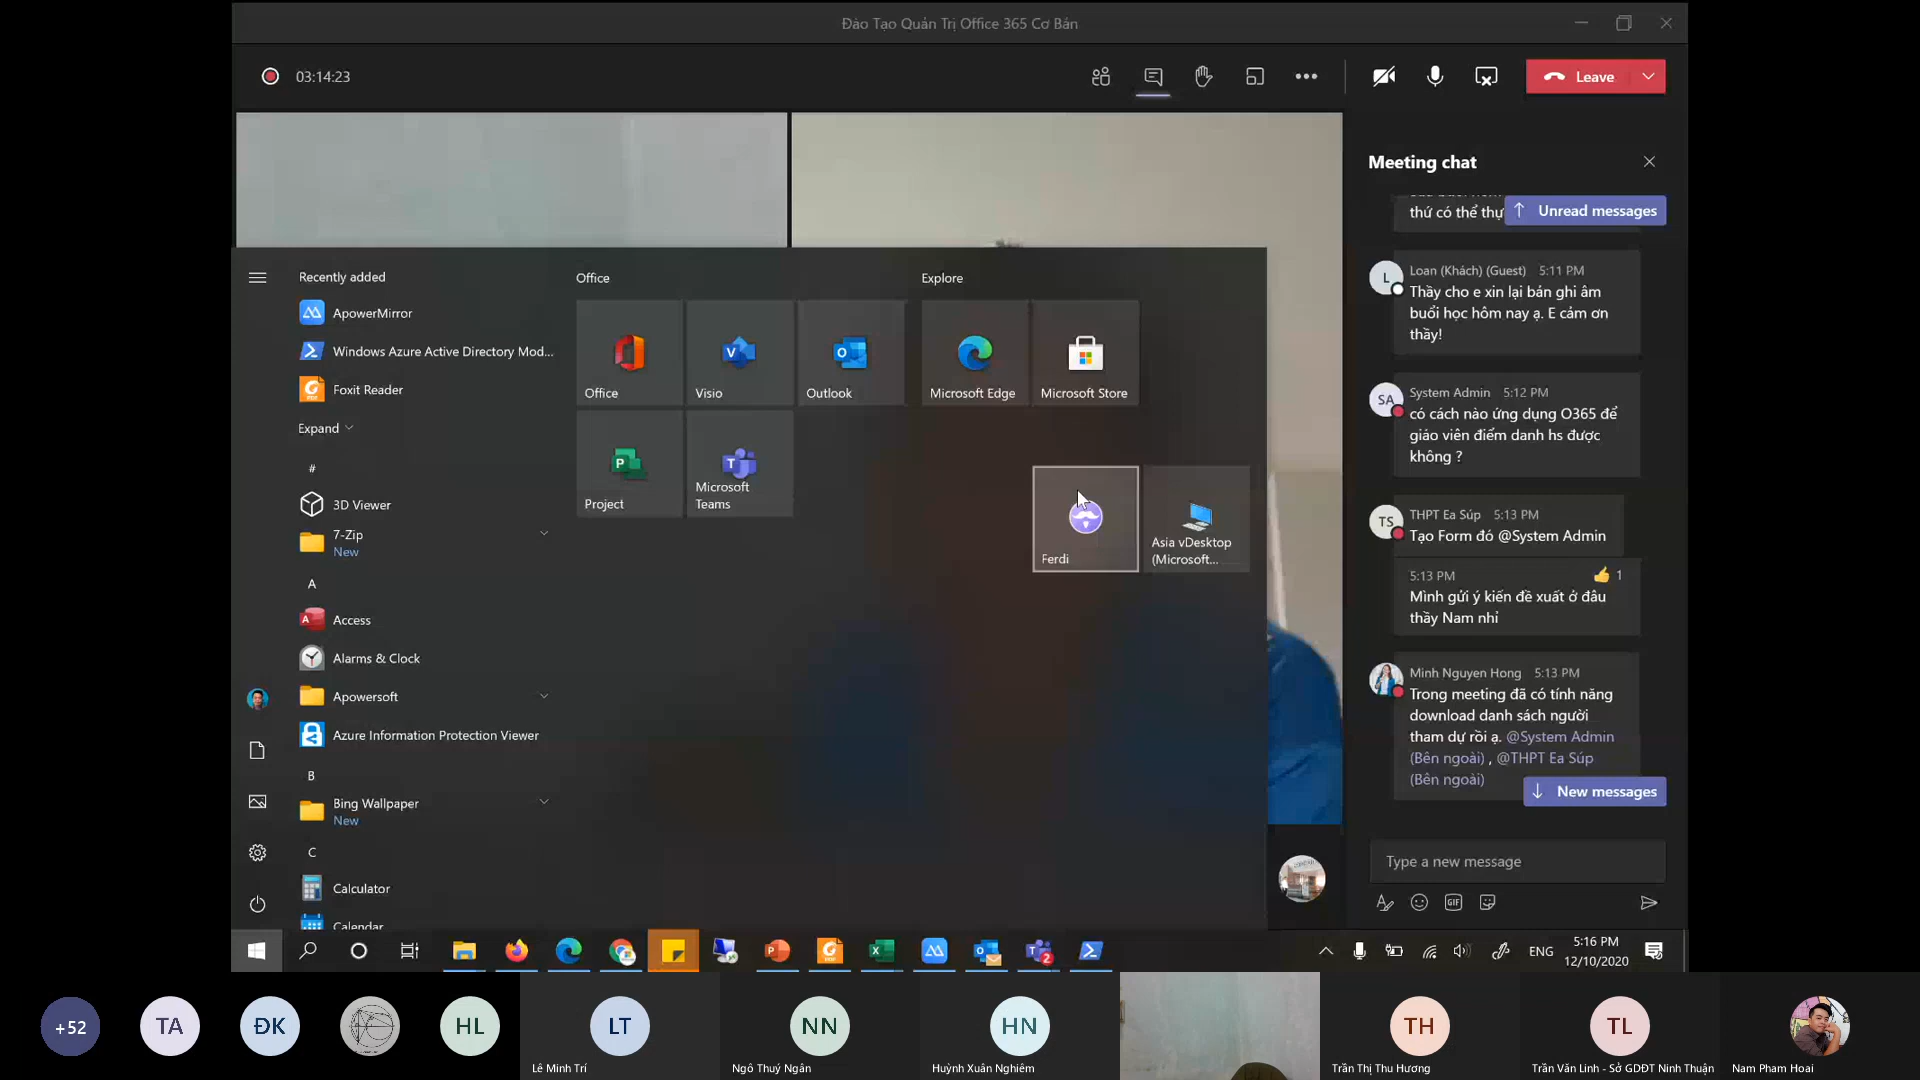 Đào Tạo Quản Trị Office 365 Cơ Bản
03:14:23
Leave
Meeting chat
thứ có thể thự
Unread messages
Loan (Khách) (Guest) 5:11 PM
Thầy cho e xin lại bản ghi âm
buổi học hôm nay ạ. E cảm ơn
thầy!
L
System Admin 5:12 PM
SA
có cách nào ứng dụng O365 để
giáo viên điểm danh hs được
không ?
THPT Ea Súp 5:13 PM
TS
Tạo Form đó @System Admin
5:13 PM
1
Mình gửi ý kiến đề xuất ở đâu
thầy Nam nhỉ
Minh Nguyen Hong 5:13 PM
Trong meeting đã có tính năng
download danh sách người
tham dự rồi ạ. @System Admin
(Bên ngoài) , @THPT Ea Súp
(Bên ngoài)
New messages
Type a new message
GIF
Recently added
ApowerMirror
Windows Azure Active Directory Mod...
Foxit Reader
Expand
#
3D Viewer
7-Zip
New
A
Access
Alarms & Clock
Apowersoft
Azure Information Protection Viewer
B
Bing Wallpaper
New
C
Calculator
Calendar
Office
Office
Visio
Outlook
Project
Microsoft
Teams
Explore
Microsoft Edge
Microsoft Store
Ferdi
Asia vDesktop
(Microsoft...
ENG
5:16 PM
12/10/2020
+52
TA
ĐK
HL
LT
Lê Minh Trí
NN
Ngô Thuý Ngân
HN
Huỳnh Xuân Nghiêm
TH
Trần Thị Thu Hương
TL
Trần Văn Linh - Sở GDĐT Ninh Thuận
Nam Pham Hoai